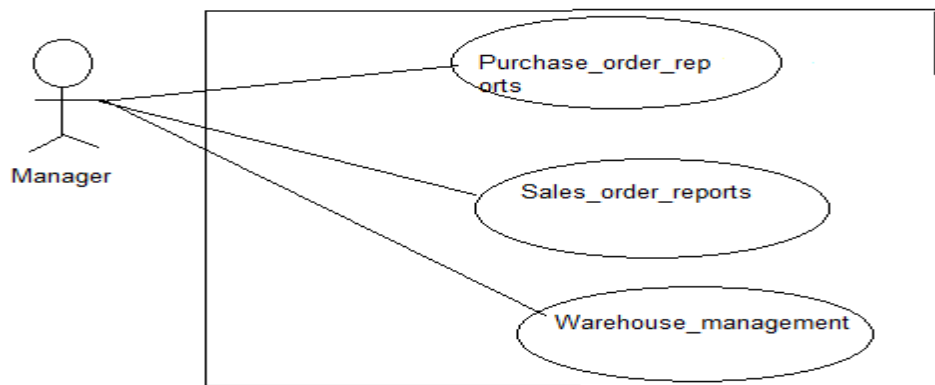 Purchase_order_rep
orts
Manager
Sales_order_reports
Warehouse_management